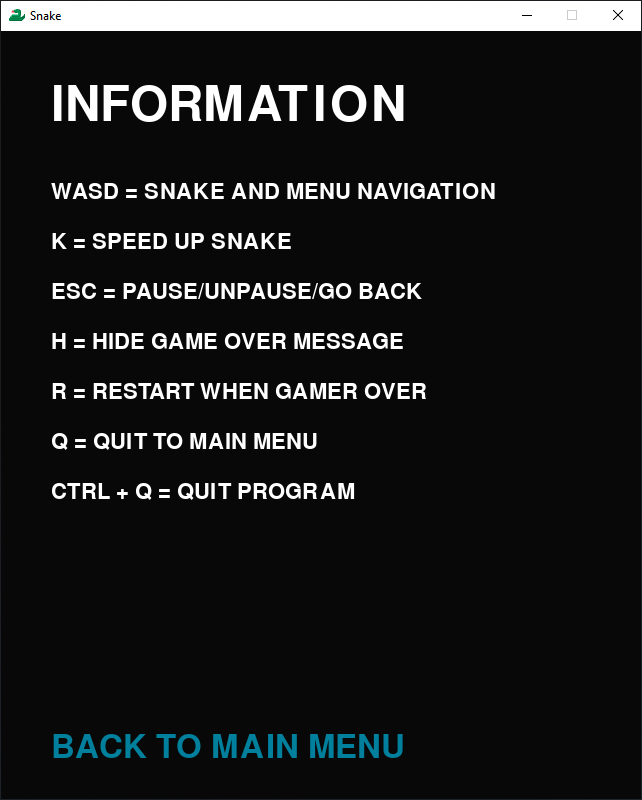 Snake
INFORMATION
WASD = SNAKE AND MENU NAVIGATION
K = SPEED UP SNAKE
ESC = PAUSE/UNPAUSE/GO BACK
H = HIDE GAME OVER MESSAGE
R = RESTART WHEN GAMER OVER
Q = QUIT TO MAIN MENU
CTRL + Q = QUIT PROGRAM
BACK TO MAIN MENU